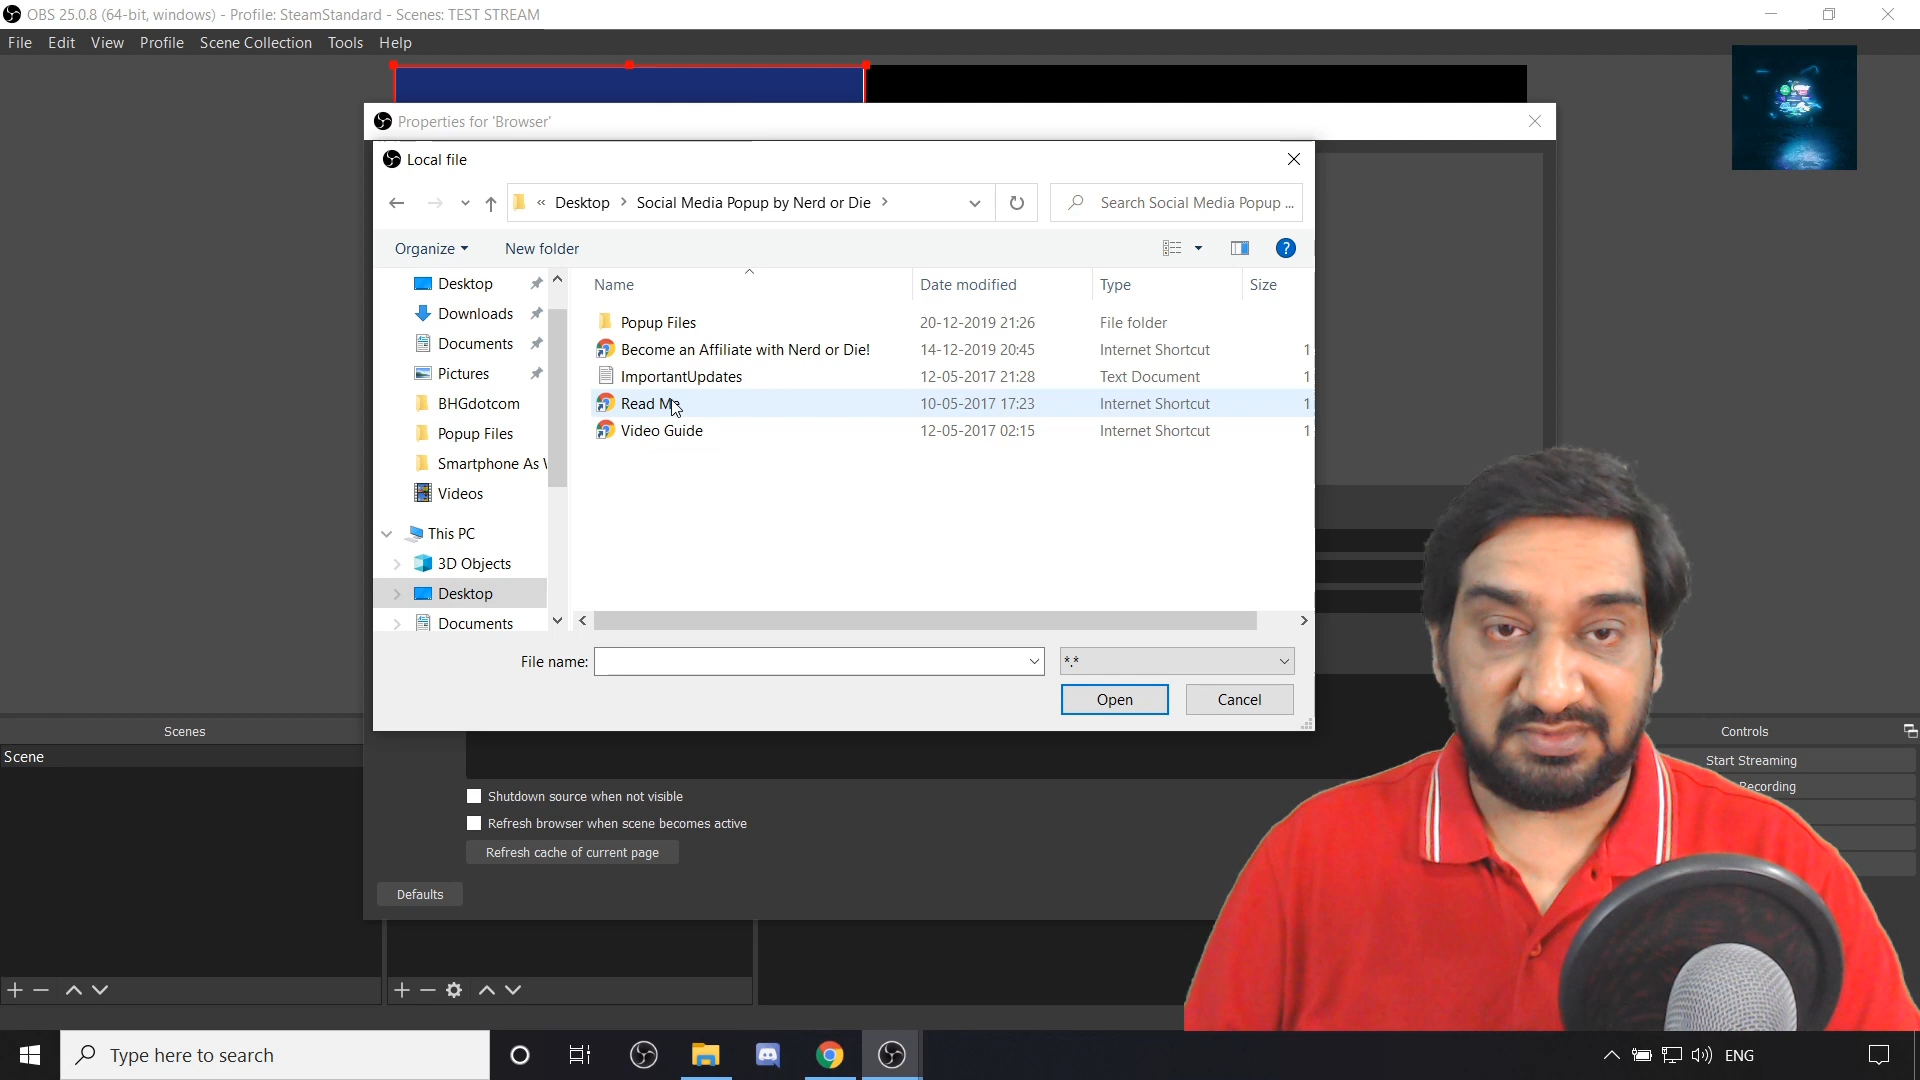 OBS 25.0.8 (64-bit, windows) - Profile: SteamStandard - Scenes: TEST STREAM
File Edit View Profile Scene Collection Tools Help
Properties for 'Browser'
Local file
« Desktop > Social Media Popup by Nerd or Die >
Search Social Media Popup ...
Organize New folder
?
Name Date modified Type Size
Desktop
Downloads
Documents
Pictures
BHGdotcom
Popup Files
Smartphone As
Videos
This PC
3D Objects
Desktop
Documents
Popup Files 20-12-2019 21:26 File folder
Become an Affiliate with Nerd or Die! 14-12-2019 20:45 Internet Shortcut 1
ImportantUpdates 12-05-2017 21:28 Text Document 1
Read Me 10-05-2017 17:23 Internet Shortcut 1
Video Guide 12-05-2017 02:15 Internet Shortcut 1
File name: *.*
Open Cancel
Scenes
Scene
Shutdown source when not visible
Refresh browser when scene becomes active
Refresh cache of current page
Defaults
Controls
Start Streaming
Recording
Type here to search
ENG